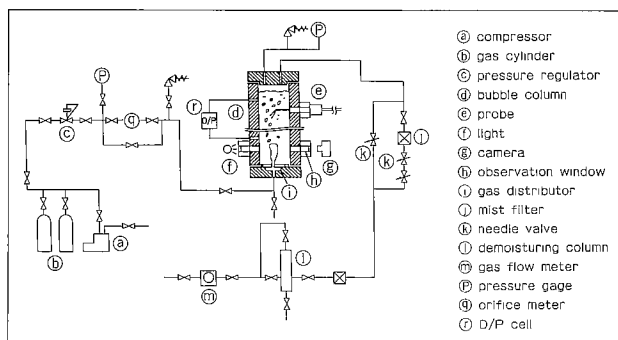 P
P
r
D/P
d
e
c
q
f
g
h
i
j
k
k
a
b
l
m
ⓐ compressor
ⓑ gas cylinder
ⓒ pressure regulator
ⓓ bubble column
ⓔ probe
ⓕ light
ⓖ camera
ⓗ observation window
ⓘ gas distributor
ⓙ mist filter
ⓚ needle valve
ⓛ demoisturing column
ⓜ gas flow meter
Ⓟ pressure gage
ⓠ orifice meter
ⓡ D/P cell